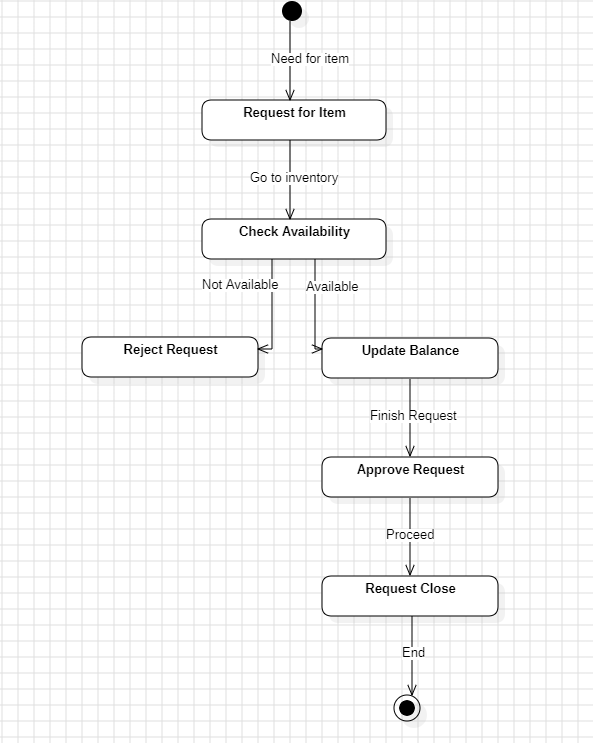 Need for item
Request for Item
Go to inventory
Check Availability
Not Available
Available
Reject Request
Update Balance
Finish Request
Approve Request
Proceed
Request Close
End